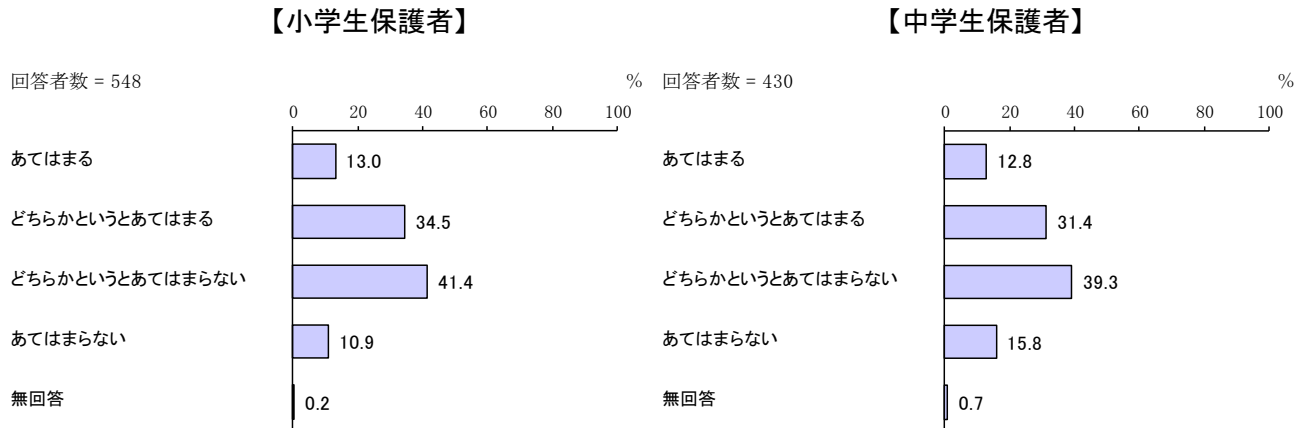 【小学生保護者】
回答者数 = 548
%
0 20 40 60 80 100
あてはまる 13.0
どちらかというとあてはまる 34.5
どちらかというとあてはまらない 41.4
あてはまらない 10.9
無回答 0.2
【中学生保護者】
回答者数 = 430
%
0 20 40 60 80 100
あてはまる 12.8
どちらかというとあてはまる 31.4
どちらかというとあてはまらない 39.3
あてはまらない 15.8
無回答 0.7